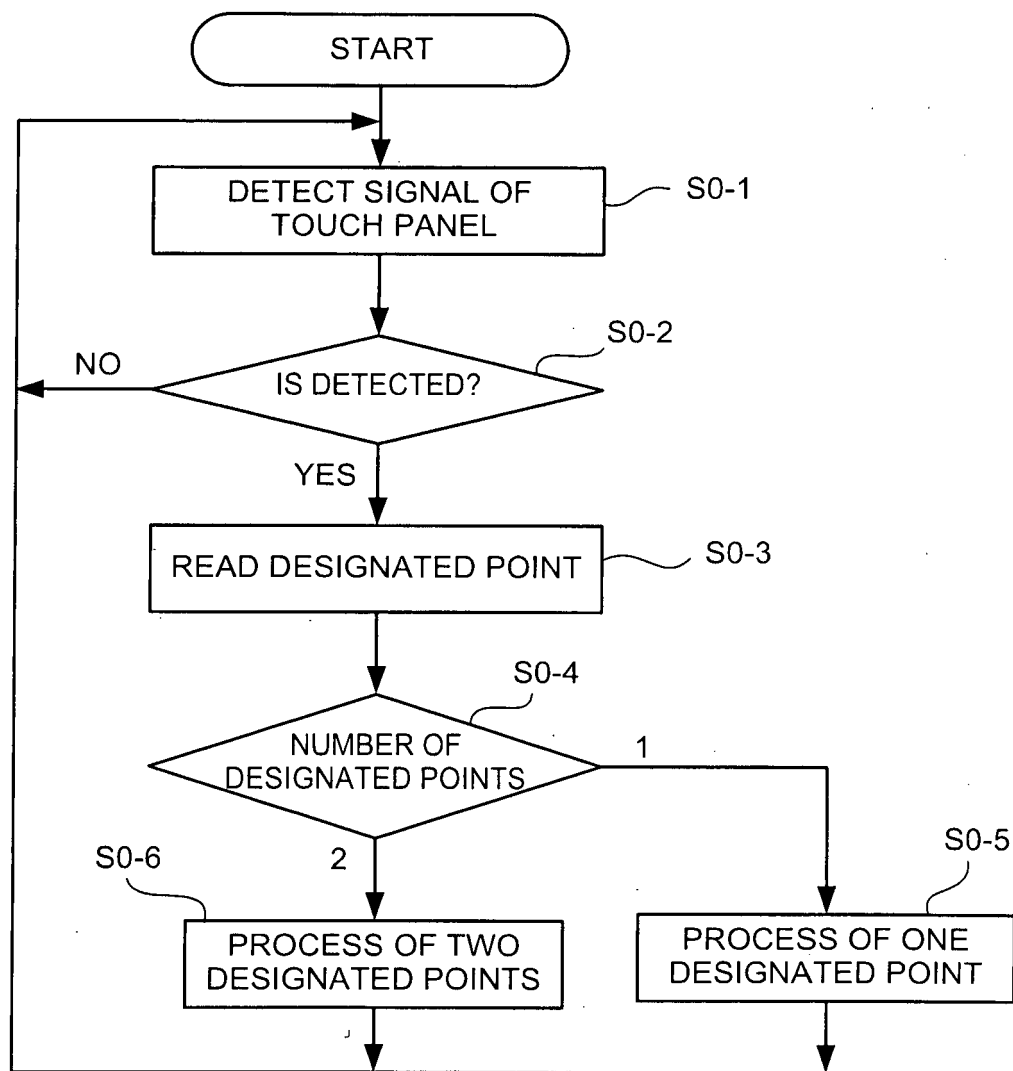 START
DETECT SIGNAL OF
TOUCH PANEL
S0-1
S0-2
NO
IS DETECTED?
YES
READ DESIGNATED POINT
S0-3
S0-4
NUMBER OF
DESIGNATED POINTS
1
2
S0-6
S0-5
PROCESS OF TWO
DESIGNATED POINTS
PROCESS OF ONE
DESIGNATED POINT